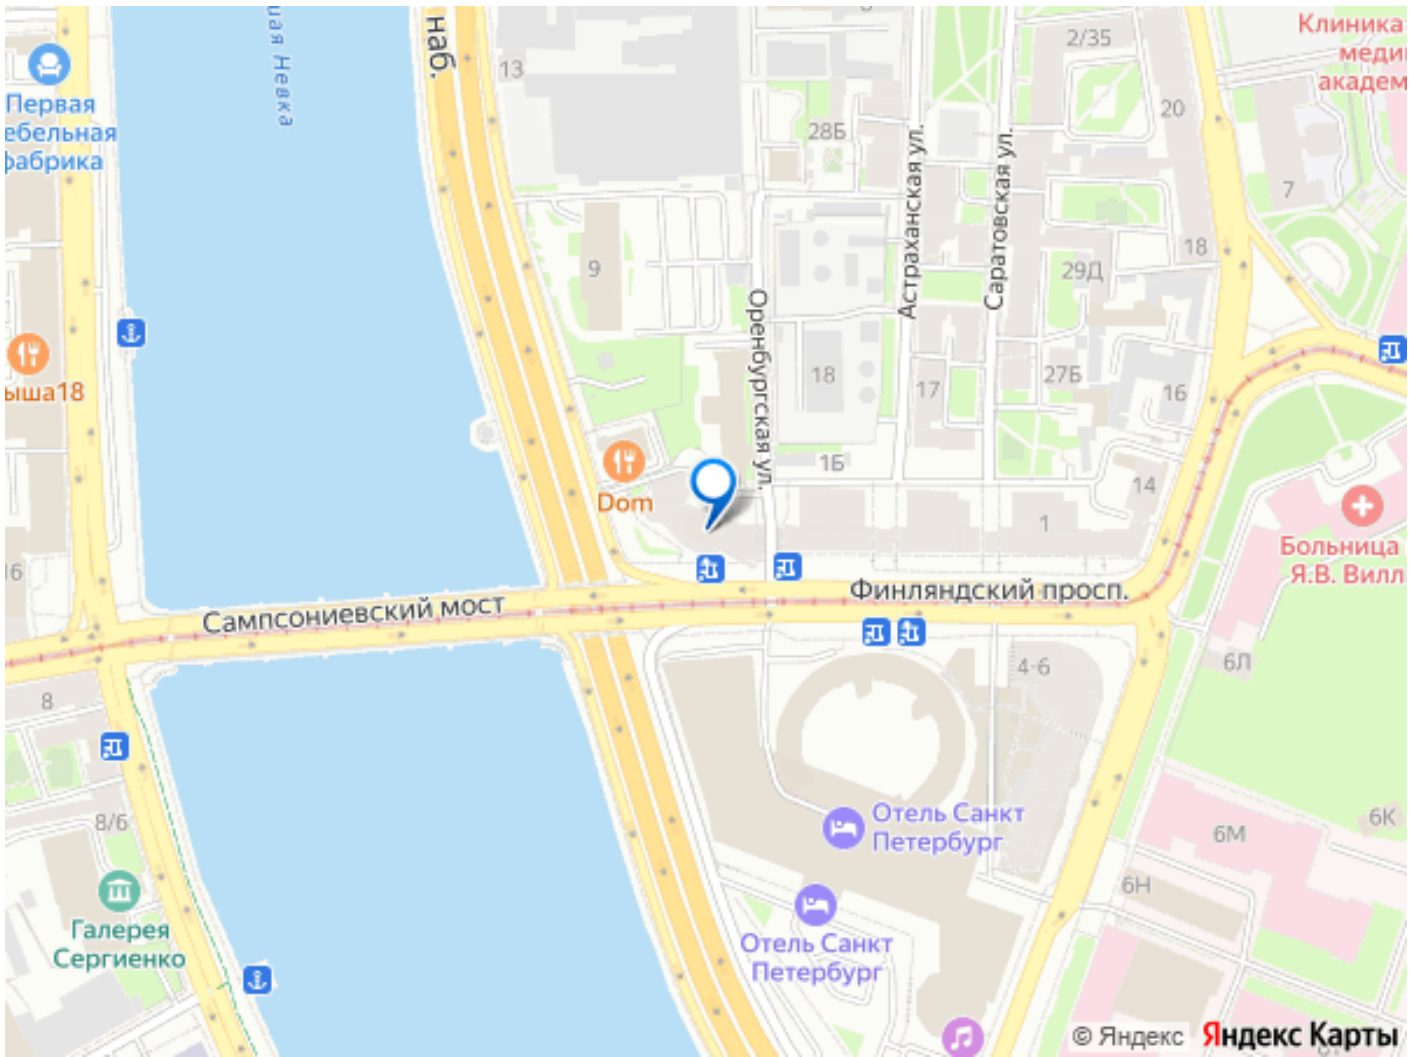 Первая
ебельная
фабрика
шая Невка
наб.
13
2/35
Клиника
меди
академ
20
28Б
Астраханская ул.
Саратовская ул.
7
18
9
29Д
Оренбургская ул.
ыша18
18
17
27Б
16
Dom
1Б
14
1
Больница
Я.В. Вилл
16
Сампсониевский мост
Финляндский просп.
8
4-6
6Л
8/6
Отель Санкт
Петербург
6М
6К
6Н
Галерея
Сергиенко
Отель Санкт
Петербург
© Яндекс Яндекс Карты